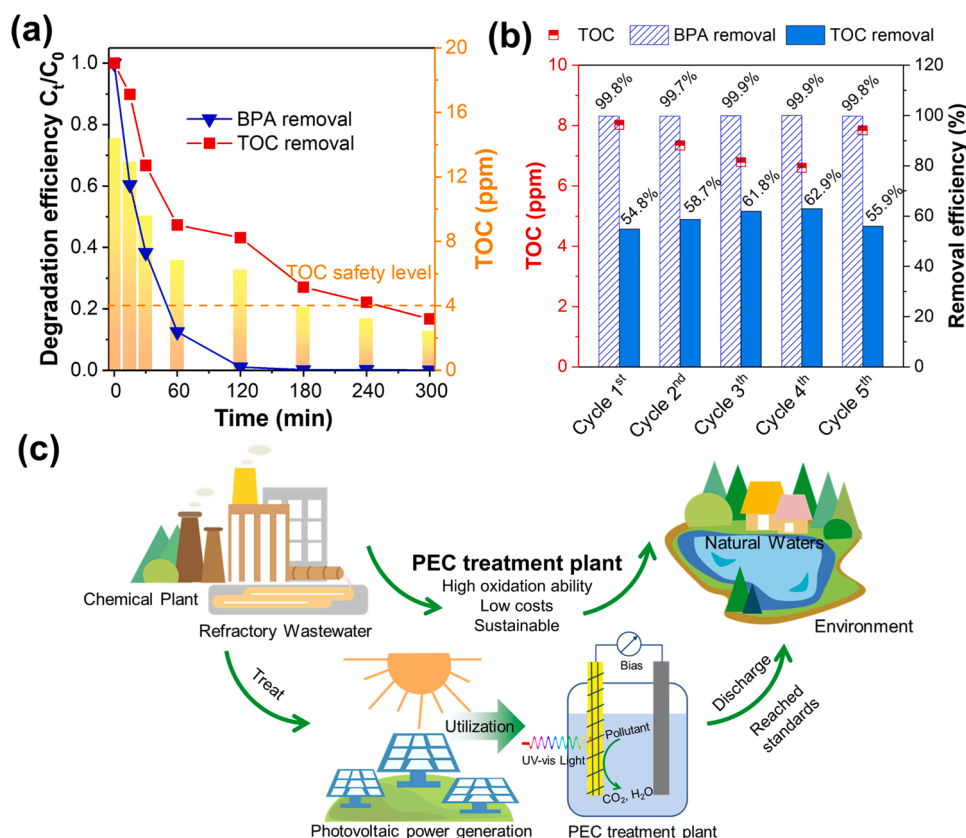 (a)
BPA removal
TOC removal
TOC safety level
Degradation efficiency Ct/C0
1.0
0.8
0.6
0.4
0.2
0.0
0
60
120
180
240
300
Time (min)
20
16
12
8
4
0
TOC (ppm)
(b)
TOC
BPA removal
TOC removal
TOC (ppm)
10
8
6
4
2
0
99.8%
99.7%
99.9%
99.9%
99.8%
54.8%
58.7%
61.8%
62.9%
55.9%
120
100
80
60
40
20
0
Removal efficiency (%)
Cycle 1st
Cycle 2nd
Cycle 3th
Cycle 4th
Cycle 5th
(c)
Chemical Plant
Refractory Wastewater
PEC treatment plant
High oxidation ability
Low costs
Sustainable
Natural Waters
Environment
Treat
Utilization
Photovoltaic power generation
Bias
Pollutant
UV-vis Light
CO2, H2O
PEC treatment plant
Discharge
Reached
standards